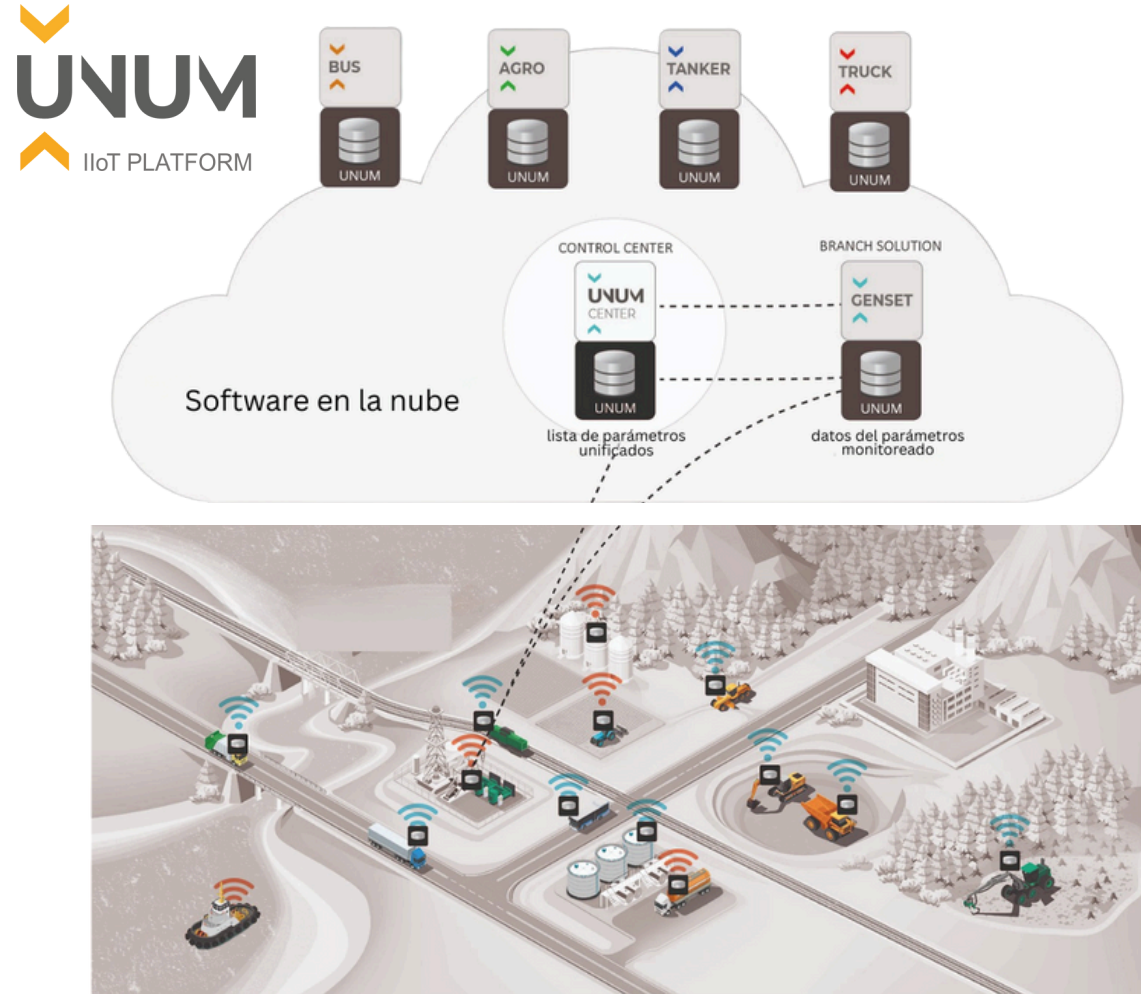 UNUM
IIoT PLATFORM
BUS
UNUM
AGRO
UNUM
TANKER
UNUM
TRUCK
UNUM
CONTROL CENTER
UNUM
CENTER
UNUM
lista de parámetros
unificados
BRANCH SOLUTION
GENSET
UNUM
datos del parámetros
monitoreado
Software en la nube